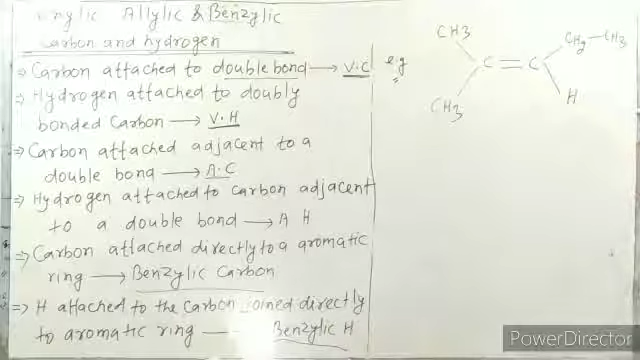 Allylic & Benzylic
carbon and hydrogen
⇒ Carbon attached to double bond → V.C
⇒ Hydrogen attached to doubly
bonded Carbon → V.H
⇒ Carbon attached adjacent to a
double bond → A.C
⇒ Hydrogen attached to carbon adjacent
to a double bond → A H
⇒ Carbon attached directly to a aromatic
ring → Benzylic Carbon
⇒ H attached to the Carbon joined directly
to aromatic ring — Benzylic H
e.g
CH3
CH2—CH3
C=C
CH3
H
PowerDirector